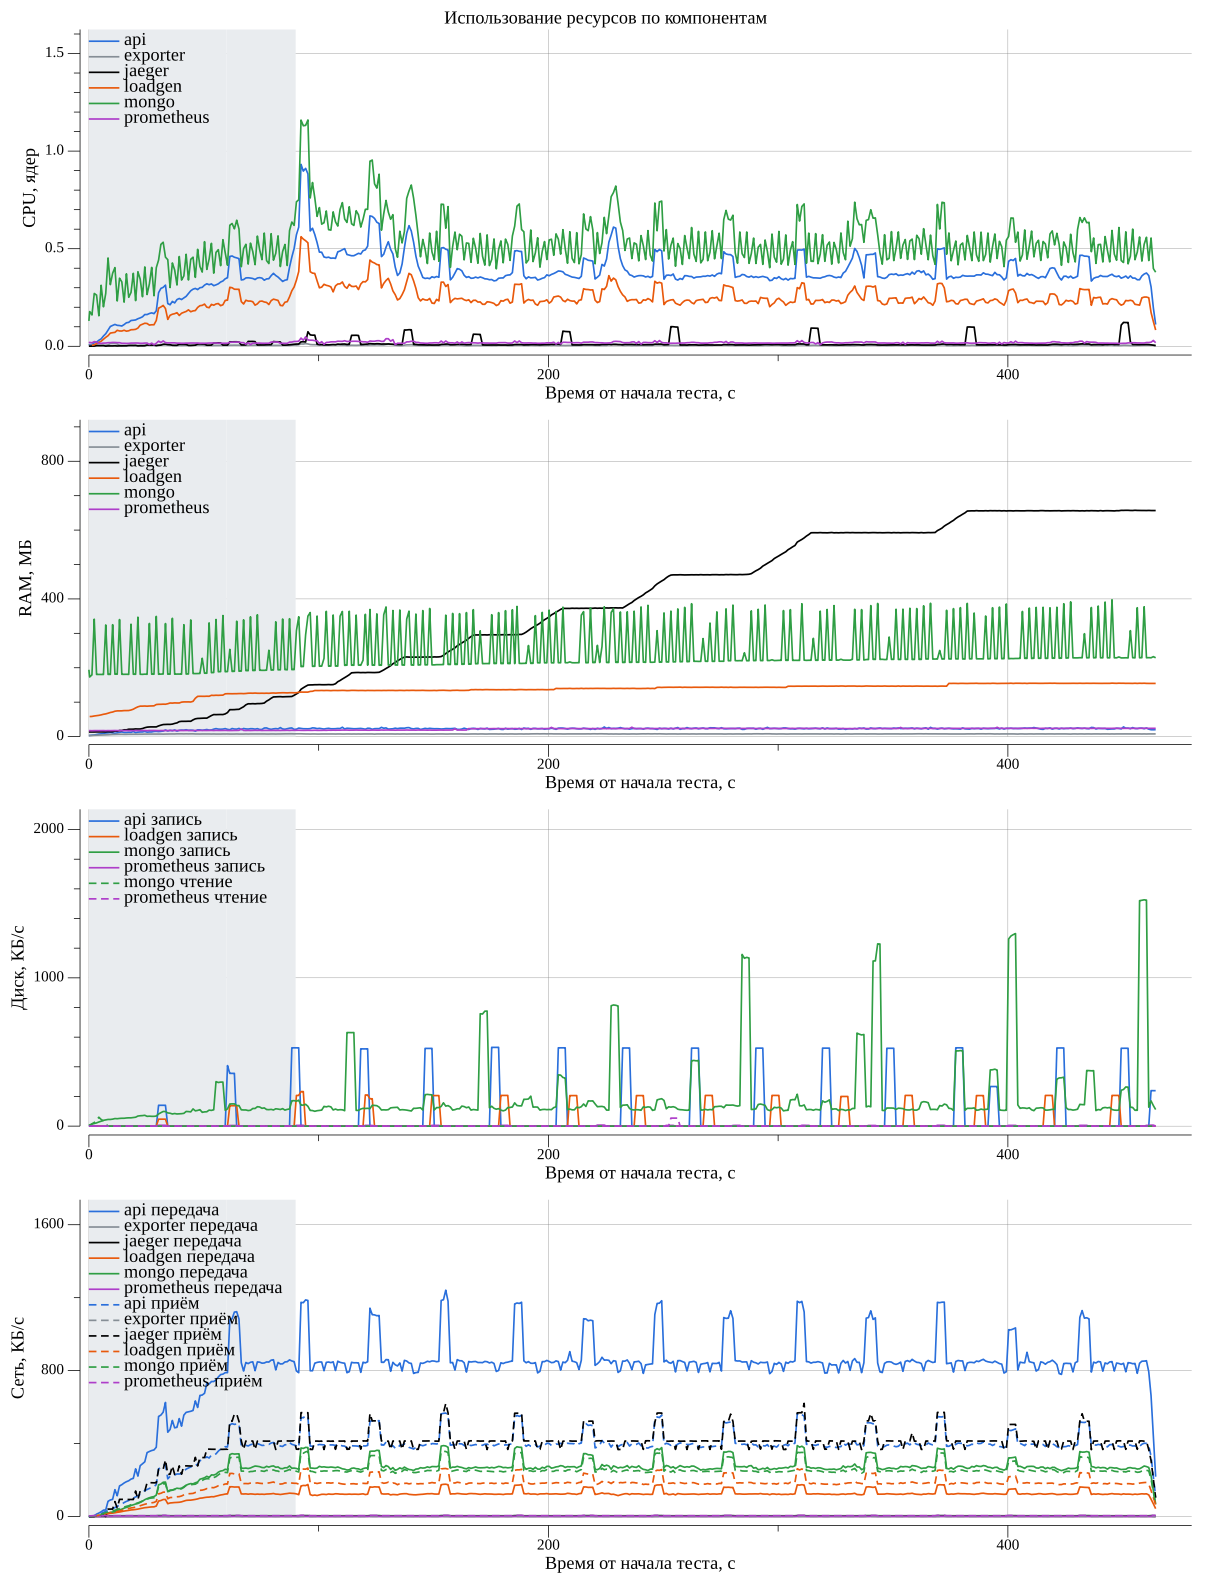 Использование ресурсов по компонентам
api
exporter
jaeger
loadgen
mongo
prometheus
1.5
1.0
0.5
0.0
CPU, ядер
0
200
400
Время от начала теста, с
api
exporter
jaeger
loadgen
mongo
prometheus
800
400
0
RAM, МБ
0
200
400
Время от начала теста, с
api запись
loadgen запись
mongo запись
prometheus запись
mongo чтение
prometheus чтение
2000
1000
0
Диск, КБ/с
0
200
400
Время от начала теста, с
api передача
exporter передача
jaeger передача
loadgen передача
mongo передача
prometheus передача
api приём
exporter приём
jaeger приём
loadgen приём
mongo приём
prometheus приём
1600
800
0
Сеть, КБ/с
0
200
400
Время от начала теста, с